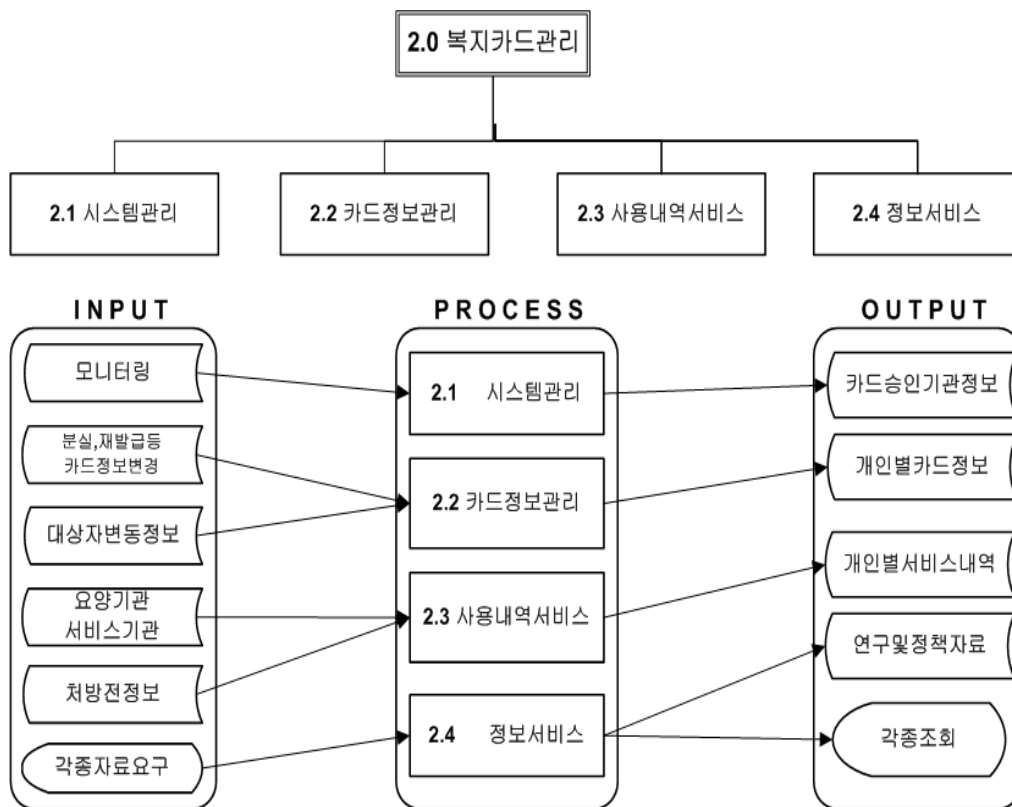 2.0 복지카드관리
2.1 시스템관리
2.2 카드정보관리
2.3 사용내역서비스
2.4 정보서비스
INPUT
PROCESS
OUTPUT
모니터링
분실,재발급등
카드정보변경
대상자변동정보
요양기관
서비스기관
처방전정보
각종자료요구
2.1 시스템관리
2.2 카드정보관리
2.3 사용내역서비스
2.4 정보서비스
카드승인기관정보
개인별카드정보
개인별서비스내역
연구및정책자료
각종조회